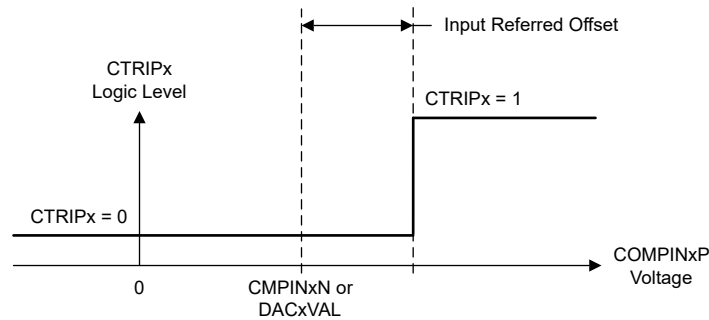 Input Referred Offset
CTRIPx
Logic Level
CTRIPx = 1
CTRIPx = 0
COMPINxP
Voltage
0
CMPINxN or
DACxVAL